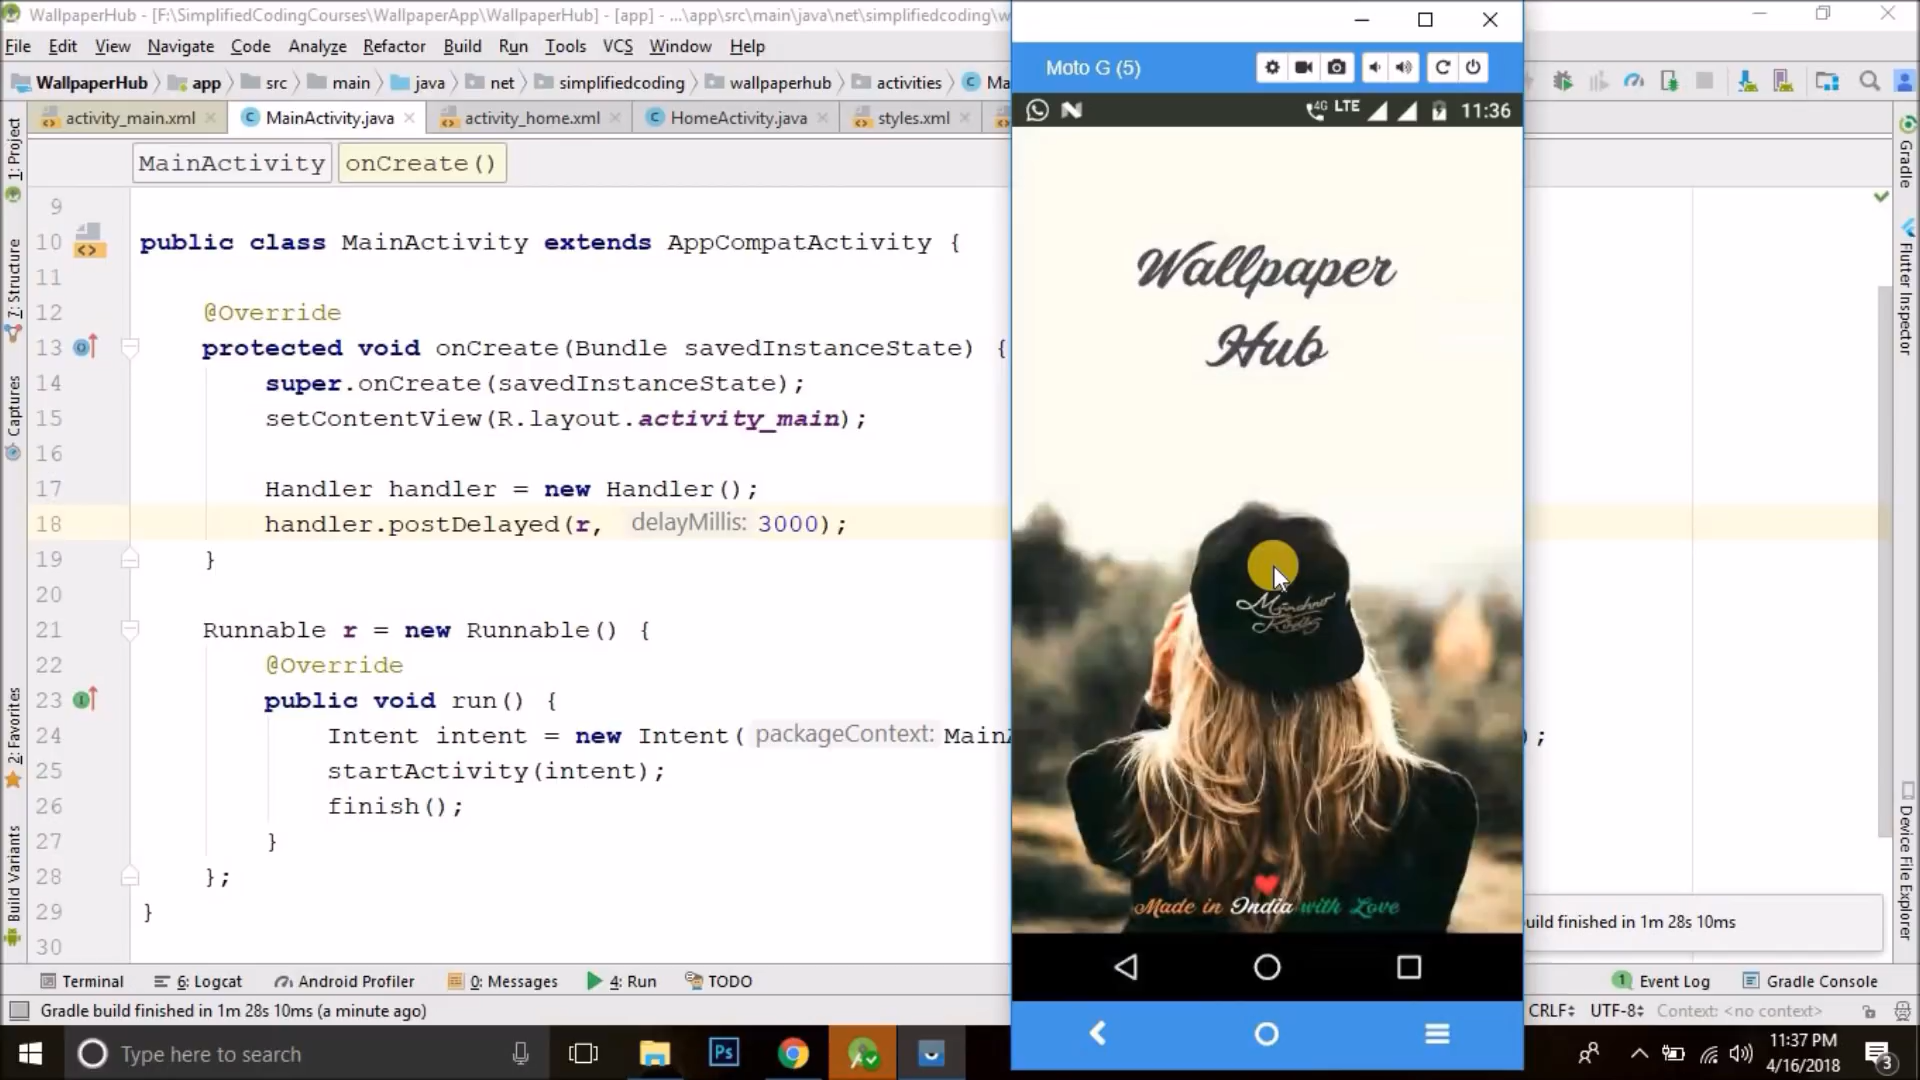 WallpaperHub - [F:\SimplifiedCodingCourses\WallpaperApp\WallpaperHub] - [app] - ...\app\src\main\java\net\simplifiedcoding\w
File Edit View Navigate Code Analyze Refactor Build Run Tools VCS Window Help
WallpaperHub app src main java net simplifiedcoding wallpaperhub activities Ma
activity_main.xml MainActivity.java activity_home.xml HomeActivity.java styles.xml
MainActivity onCreate()
9
10 public class MainActivity extends AppCompatActivity {
11
12 @Override
13 protected void onCreate(Bundle savedInstanceState) {
14 super.onCreate(savedInstanceState);
15 setContentView(R.layout.activity_main);
16
17 Handler handler = new Handler();
18 handler.postDelayed(r, delayMillis: 3000);
19 }
20
21 Runnable r = new Runnable() {
22 @Override
23 public void run() {
24 Intent intent = new Intent( packageContext: MainA );
25 startActivity(intent);
26 finish();
27 }
28 };
29 }
30
1: Project
7: Structure
Captures
2: Favorites
Build Variants
Moto G (5)
4G LTE 11:36
Wallpaper
Hub
Münchner
Kindl
Made in India with Love
Gradle
Flutter Inspector
Device File Explorer
uild finished in 1m 28s 10ms
Terminal 6: Logcat Android Profiler 0: Messages 4: Run TODO
1 Event Log Gradle Console
Gradle build finished in 1m 28s 10ms (a minute ago)
CRLF UTF-8 Context: <no context>
Type here to search
Ps
11:37 PM
4/16/2018
3